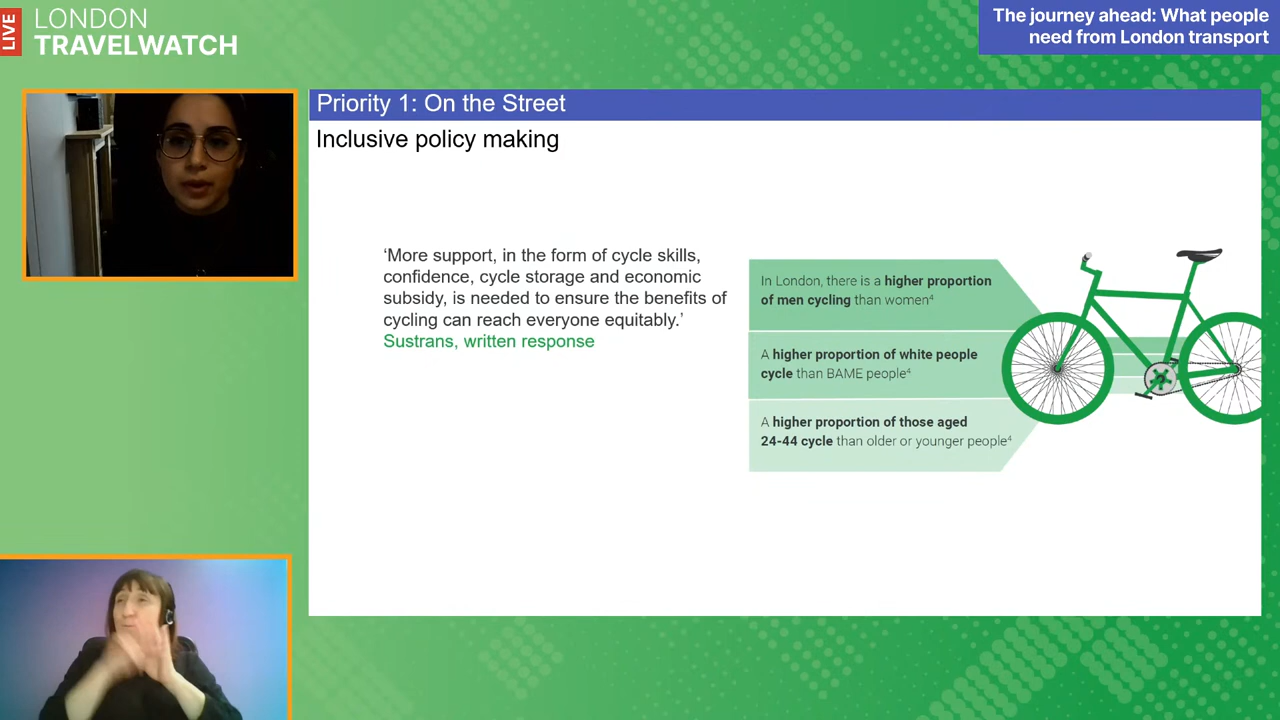 LIVE
LONDON
TRAVELWATCH
The journey ahead: What people
need from London transport
Priority 1: On the Street
Inclusive policy making
‘More support, in the form of cycle skills,
confidence, cycle storage and economic
subsidy, is needed to ensure the benefits of
cycling can reach everyone equitably.’
Sustrans, written response
In London, there is a higher proportion
of men cycling than women⁴
A higher proportion of white people
cycle than BAME people⁴
A higher proportion of those aged
24-44 cycle than older or younger people⁴